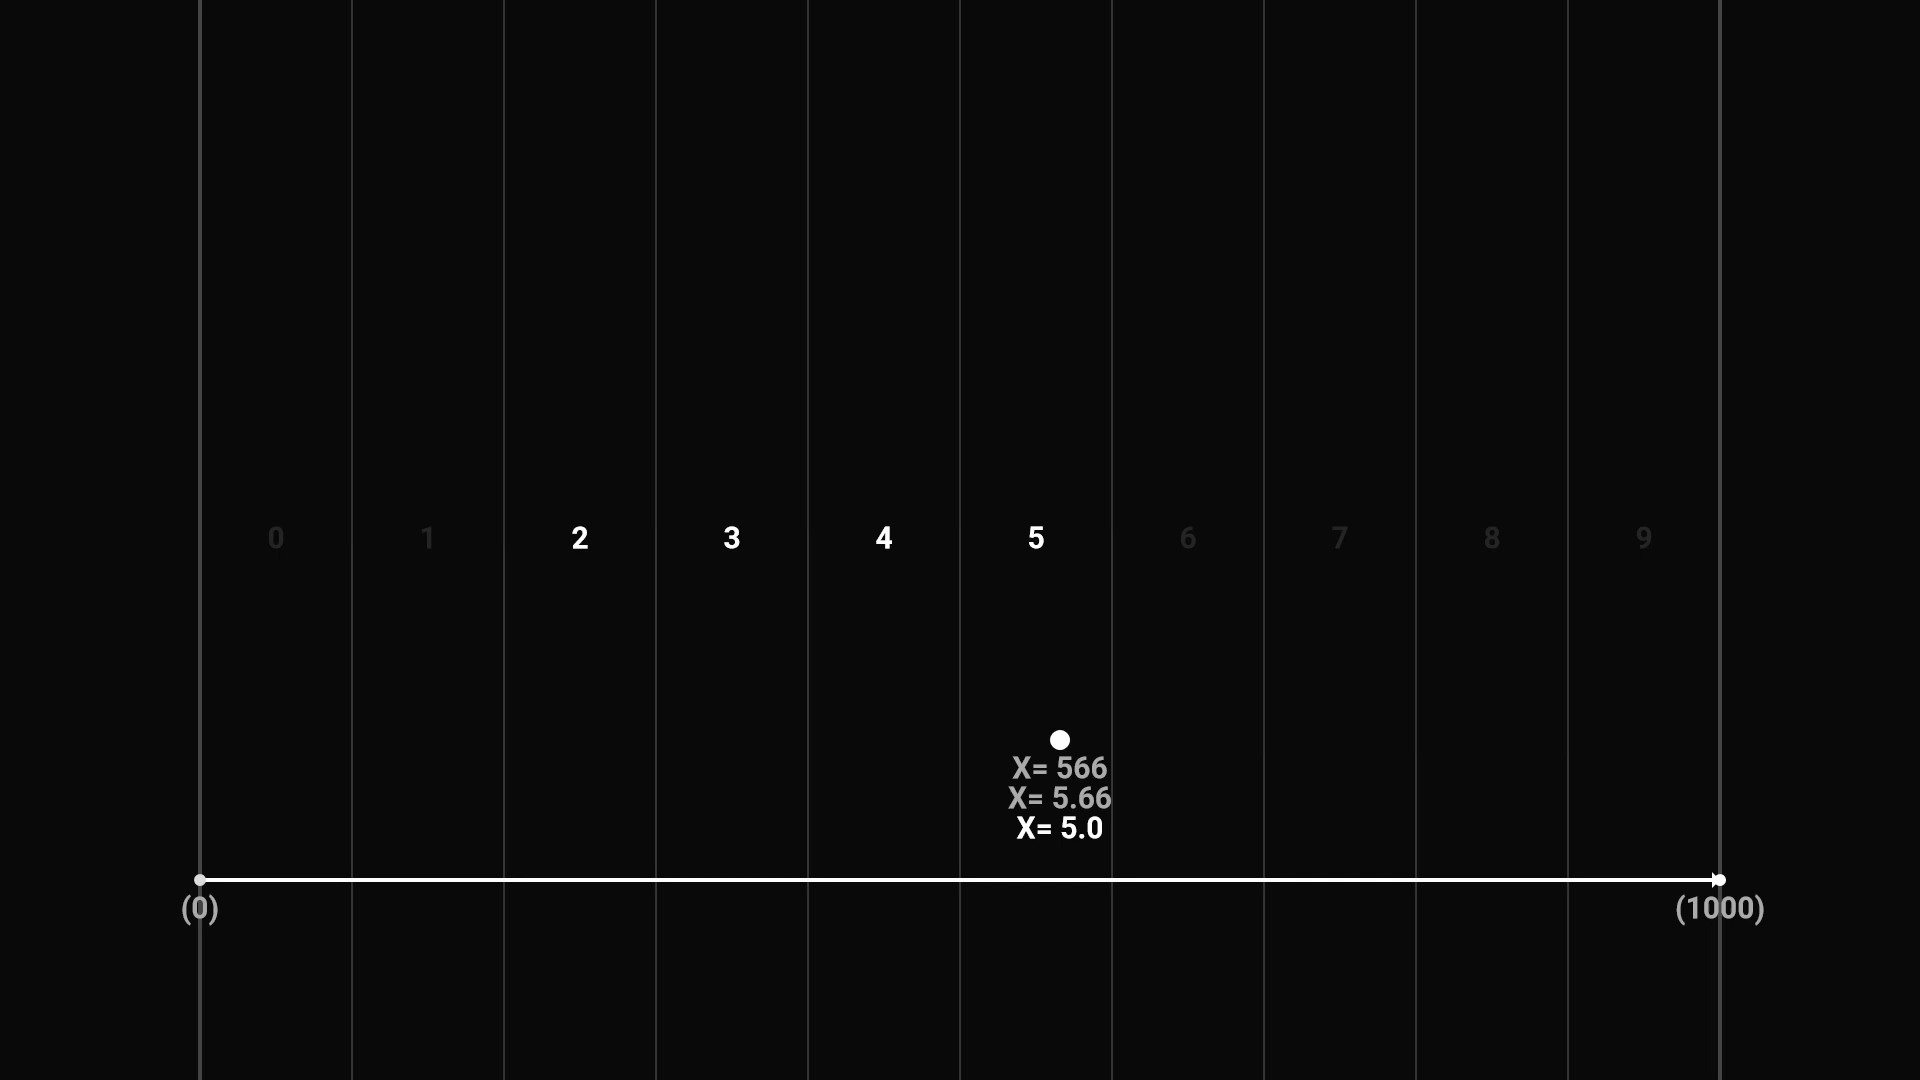 0 1 2 3 4 5 6 7 8 9
X= 566
X= 5.66
X= 5.0
(0) (1000)